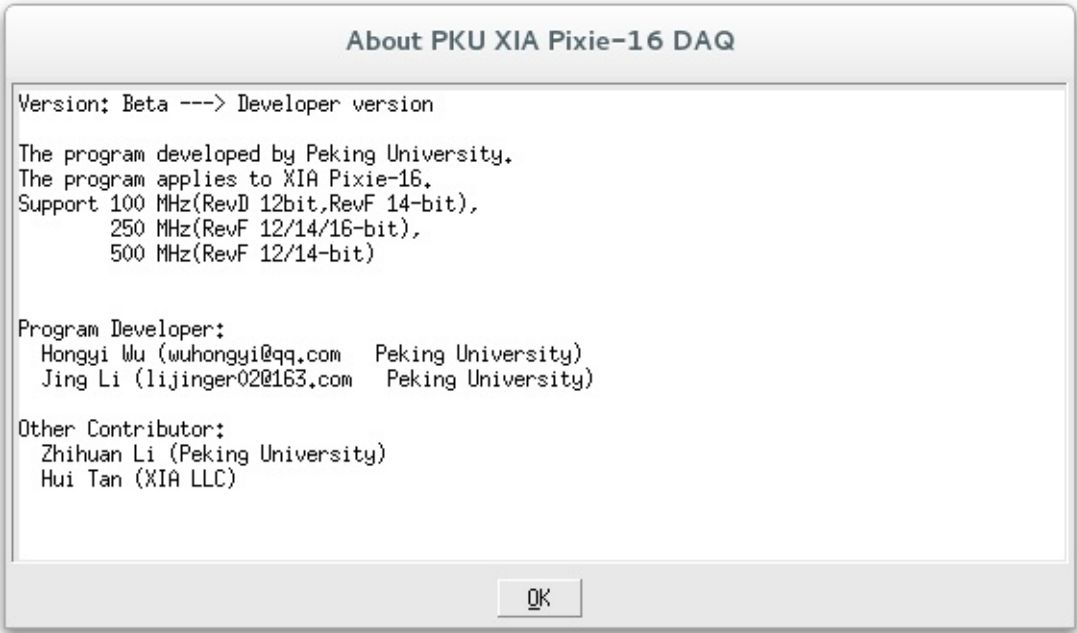 About PKU XIA Pixie-16 DAQ
Version: Beta ---> Developer version
The program developed by Peking University.
The program applies to XIA Pixie-16.
Support 100 MHz(RevD 12bit,RevF 14-bit),
250 MHz(RevF 12/14/16-bit),
500 MHz(RevF 12/14-bit)
Program Developer:
Hongyi Wu (wuhongyi@qq.com   Peking University)
Jing Li (lijinger02@163.com   Peking University)
Other Contributor:
Zhihuan Li (Peking University)
Hui Tan (XIA LLC)
OK